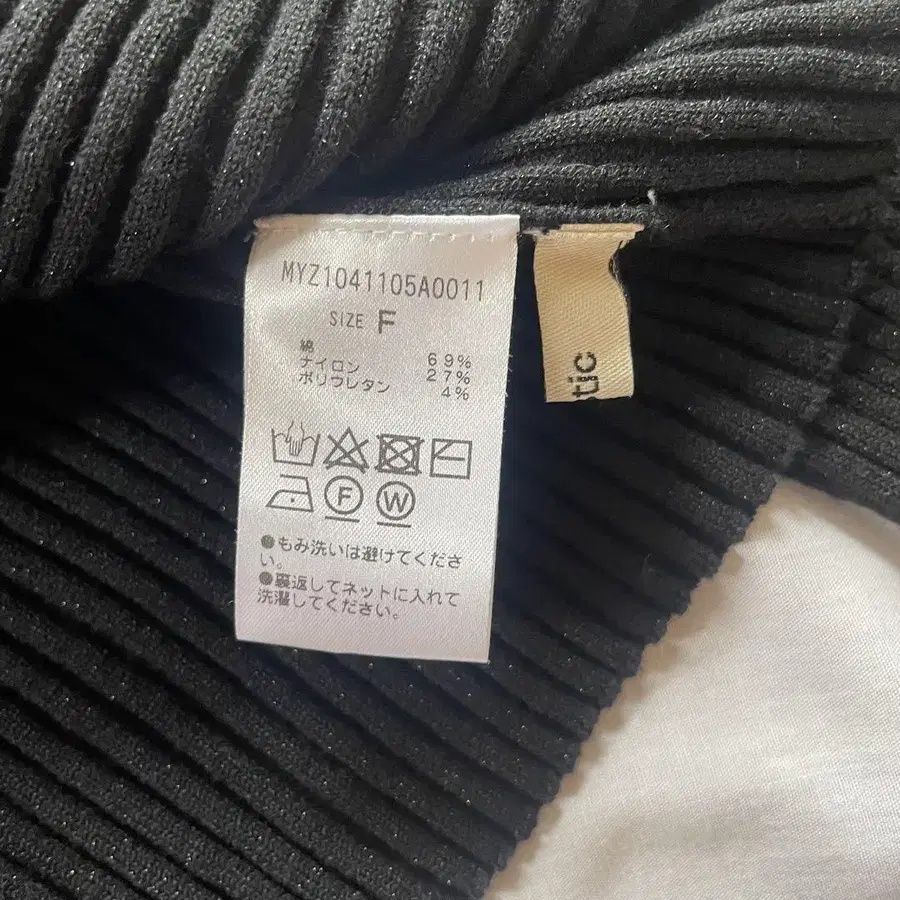 MYZ1041105A0011
SIZE F
綿 69%
ナイロン 27%
ポリウレタン 4%
F W
●もみ洗いは避けてくださ
い。
●裏返してネットに入れて
洗濯してください。
tic